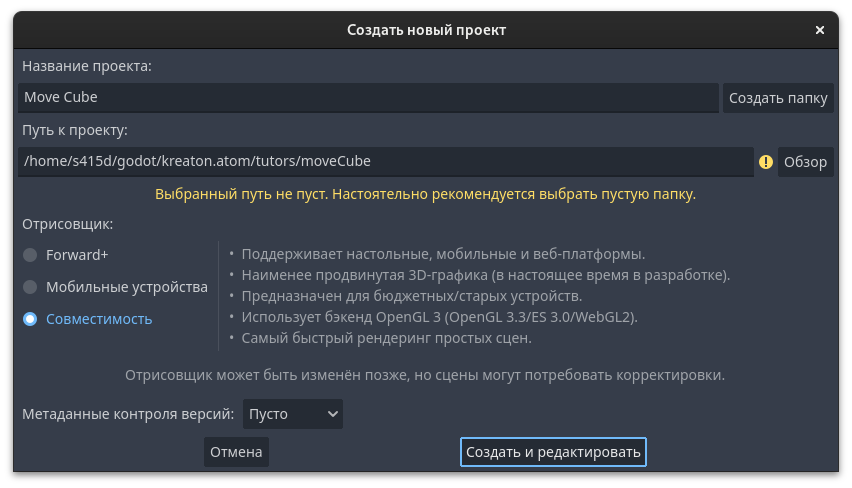 Создать новый проект
Название проекта:
Move Cube
Создать папку
Путь к проекту:
/home/s415d/godot/kreaton.atom/tutors/moveCube
Обзор
Выбранный путь не пуст. Настоятельно рекомендуется выбрать пустую папку.
Отрисовщик:
Forward+
Мобильные устройства
Совместимость
• Поддерживает настольные, мобильные и веб-платформы.
• Наименее продвинутая 3D-графика (в настоящее время в разработке).
• Предназначен для бюджетных/старых устройств.
• Использует бэкенд OpenGL 3 (OpenGL 3.3/ES 3.0/WebGL2).
• Самый быстрый рендеринг простых сцен.
Отрисовщик может быть изменён позже, но сцены могут потребовать корректировки.
Метаданные контроля версий:
Пусто
Отмена
Создать и редактировать